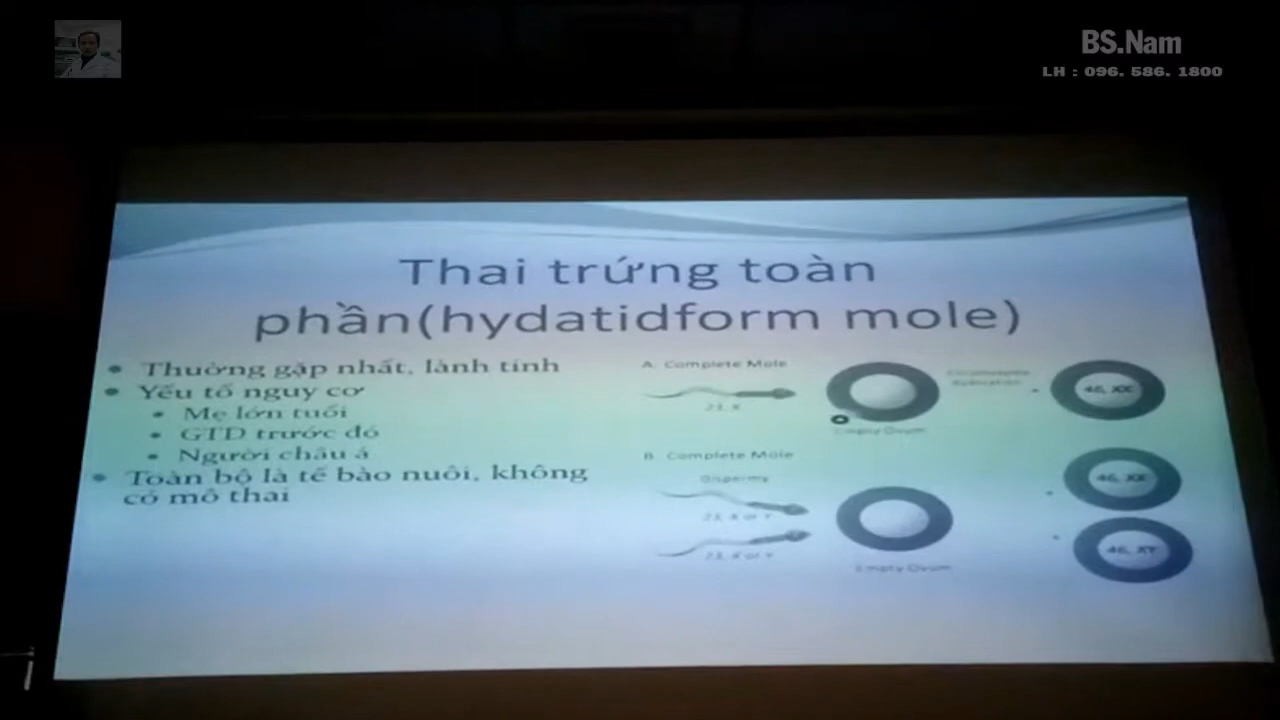 BS.Nam
LH : 096. 586. 1800
Thai trứng toàn
phần(hydatidform mole)
• Thường gặp nhất, lành tính
• Yếu tố nguy cơ
• Mẹ lớn tuổi
• GTD trước đó
• Người châu á
• Toàn bộ là tế bào nuôi, không
có mô thai
A. Complete Mole
23, X
Empty Ovum
46, XX
B. Complete Mole
Dispermy
23, X or Y
23, X or Y
Empty Ovum
46, XX
46, XY